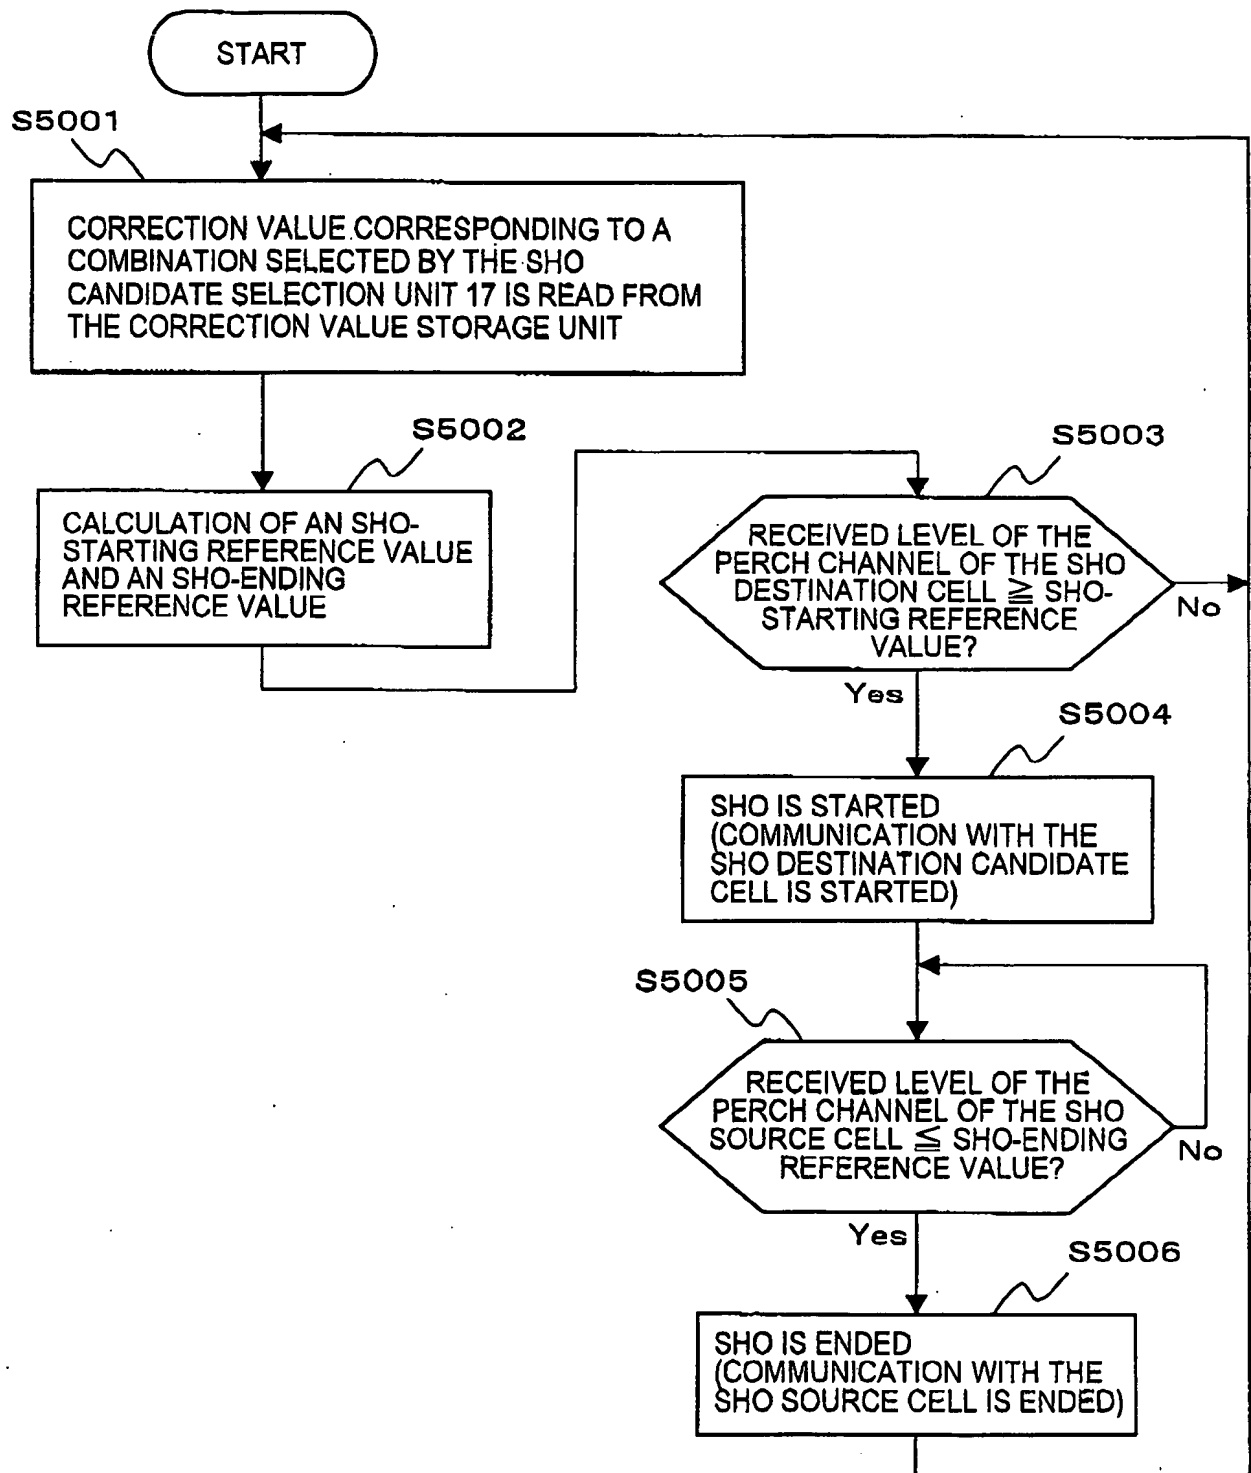 START
S5001
CORRECTION VALUE CORRESPONDING TO A
COMBINATION SELECTED BY THE SHO
CANDIDATE SELECTION UNIT 17 IS READ FROM
THE CORRECTION VALUE STORAGE UNIT
S5002
CALCULATION OF AN SHO-
STARTING REFERENCE VALUE
AND AN SHO-ENDING
REFERENCE VALUE
S5003
RECEIVED LEVEL OF THE
PERCH CHANNEL OF THE SHO
DESTINATION CELL ≧ SHO-
STARTING REFERENCE
VALUE?
No
Yes
S5004
SHO IS STARTED
(COMMUNICATION WITH THE
SHO DESTINATION CANDIDATE
CELL IS STARTED)
S5005
RECEIVED LEVEL OF THE
PERCH CHANNEL OF THE SHO
SOURCE CELL ≦ SHO-ENDING
REFERENCE VALUE?
No
Yes
S5006
SHO IS ENDED
(COMMUNICATION WITH THE
SHO SOURCE CELL IS ENDED)